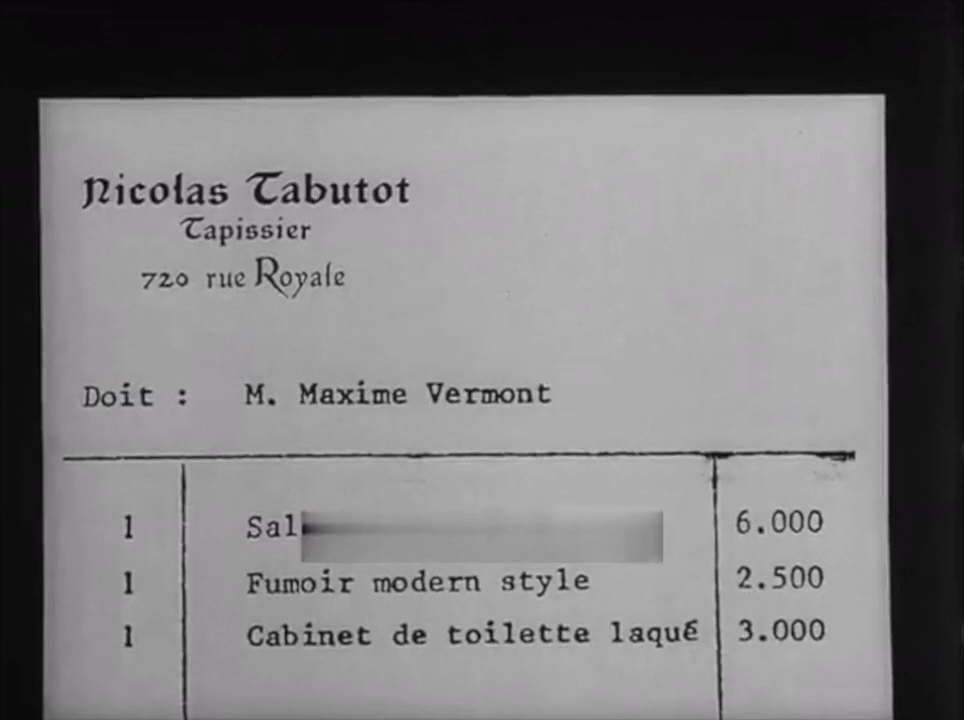 Nicolas Tabutot
Tapissier
720 rue Royale
Doit : M. Maxime Vermont
1 6.000
1 Fumoir modern style 2.500
1 Cabinet de toilette laqué 3.000